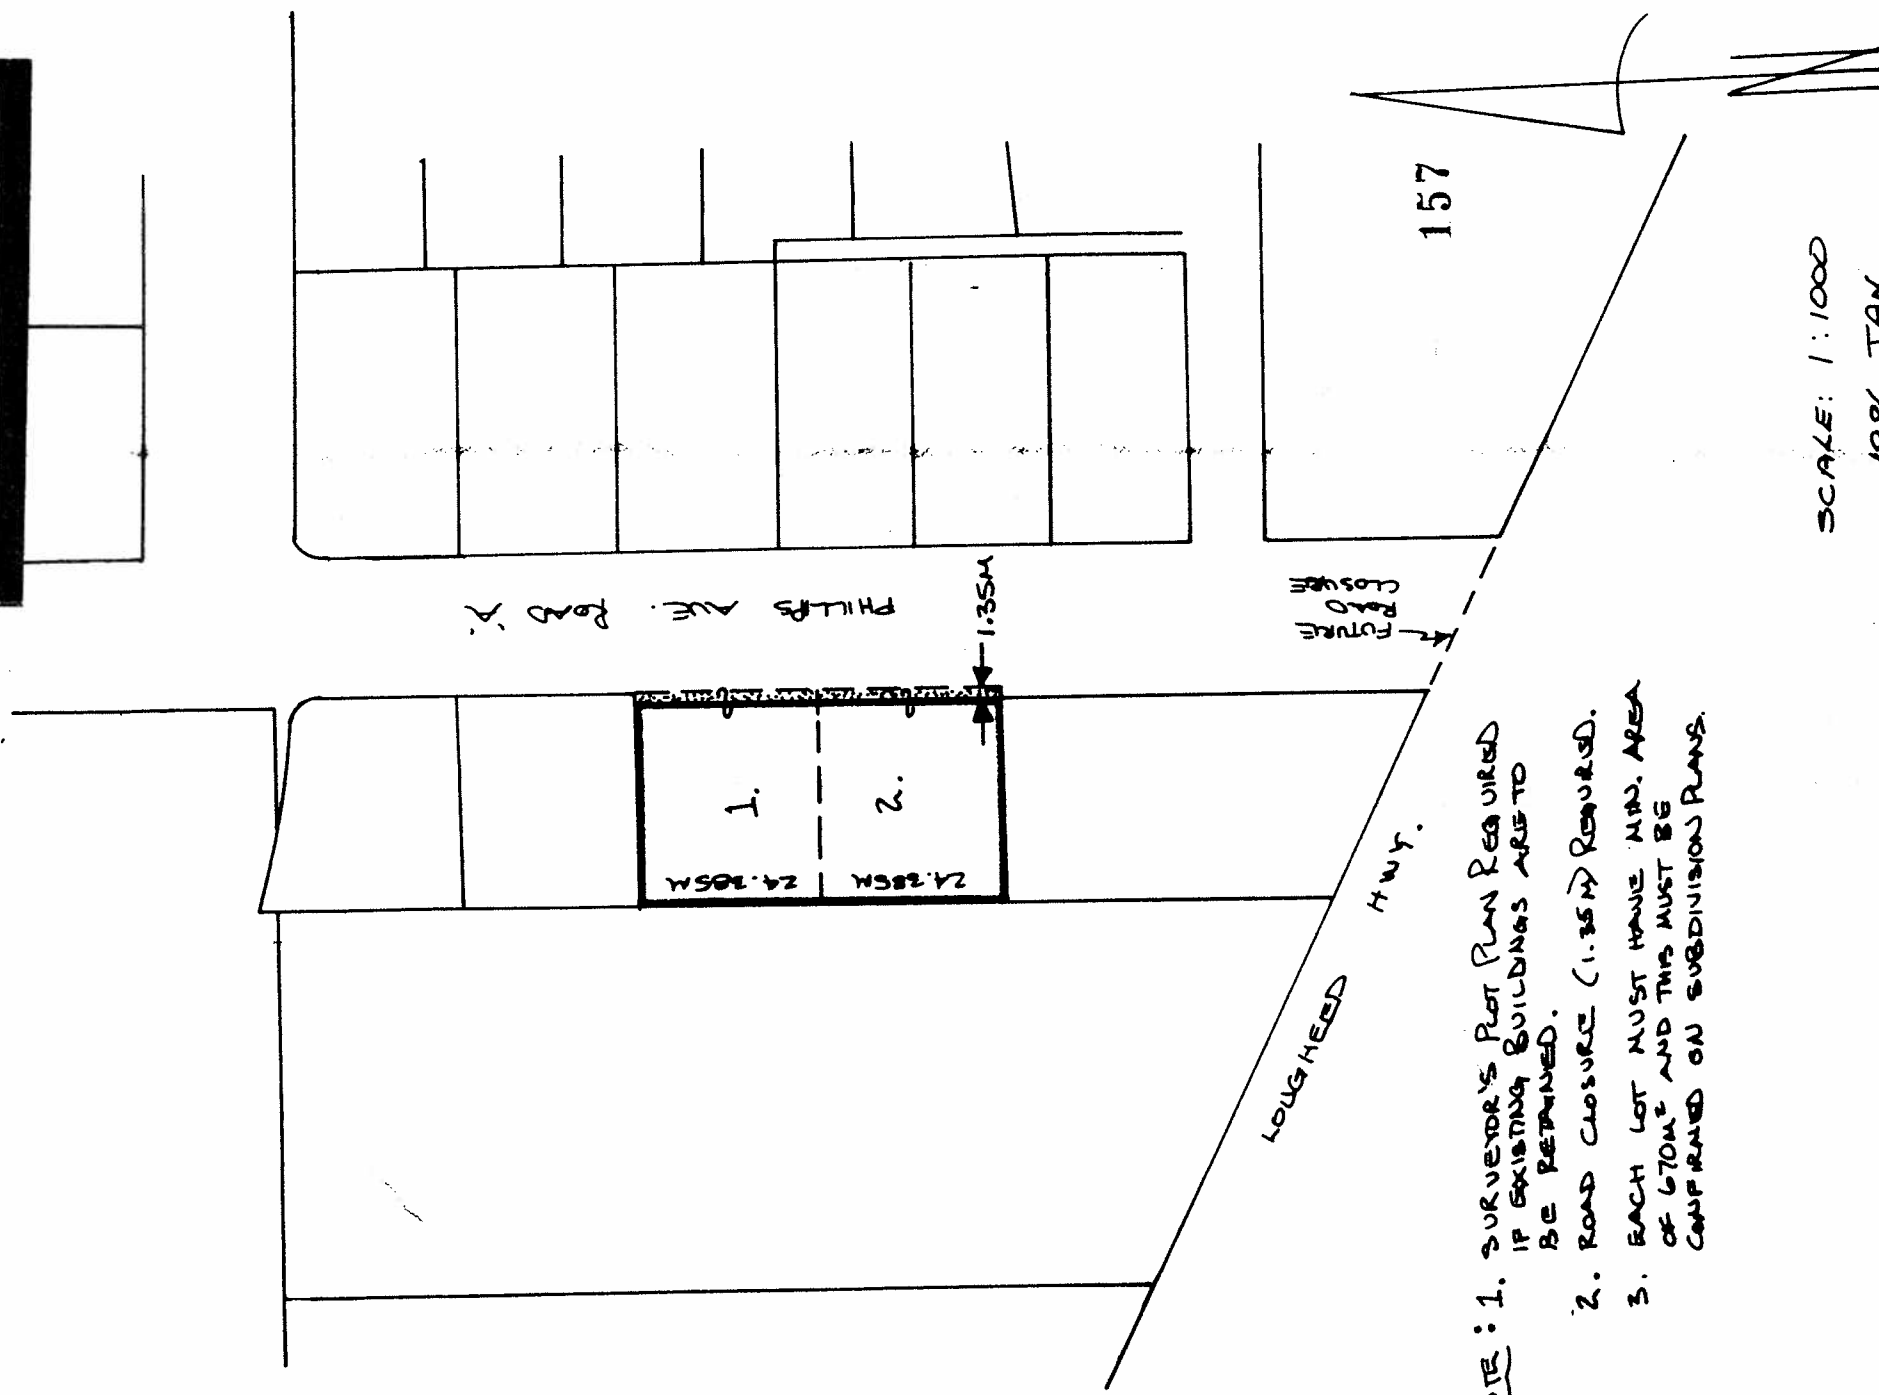 PHILLIPS AVE. ROAD 'A'
1.35M
FUTURE
ROAD
CLOSURE
1.
2.
24.385M
24.385M
LOUGHEED HWY.
157
1. SURVEYOR'S PLOT PLAN REQUIRED
IF EXISTING BUILDINGS ARE TO
BE RETAINED.
2. ROAD CLOSURE (1.35M) REQUIRED.
3. EACH LOT MUST HAVE MIN. AREA
OF 670M² AND THIS MUST BE
CONFIRMED ON SUBDIVISION PLANS.
SCALE: 1:1000
JAN